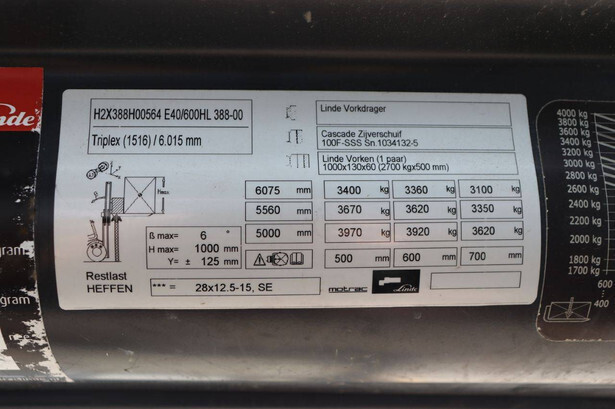 nde
gram
gram
H2X388H00564 E40/600HL 388-00
Triplex (1516) / 6.015 mm
Linde Vorkdrager
Cascade Zijverschuif
100F-SSS Sn.1034132-5
Linde Vorken (1 paar)
1000x130x60 (2700 kgx500 mm)
6075 mm 3400 kg 3360 kg 3100 kg
5560 mm 3670 kg 3620 kg 3350 kg
5000 mm 3970 kg 3920 kg 3620 kg
500 mm 600 mm 700 mm
ß max= 6 °
H max= 1000 mm
Y= ± 125 mm
Restlast
HEFFEN
*** = 28x12.5-15, SE
motrac
Linde
4000 kg
3800 kg
3600 kg
3400 kg
3200 kg
3000 kg
2800 kg
2600 kg
2400 kg
2200 kg
2000 kg
1800 kg
1700 kg
600
400